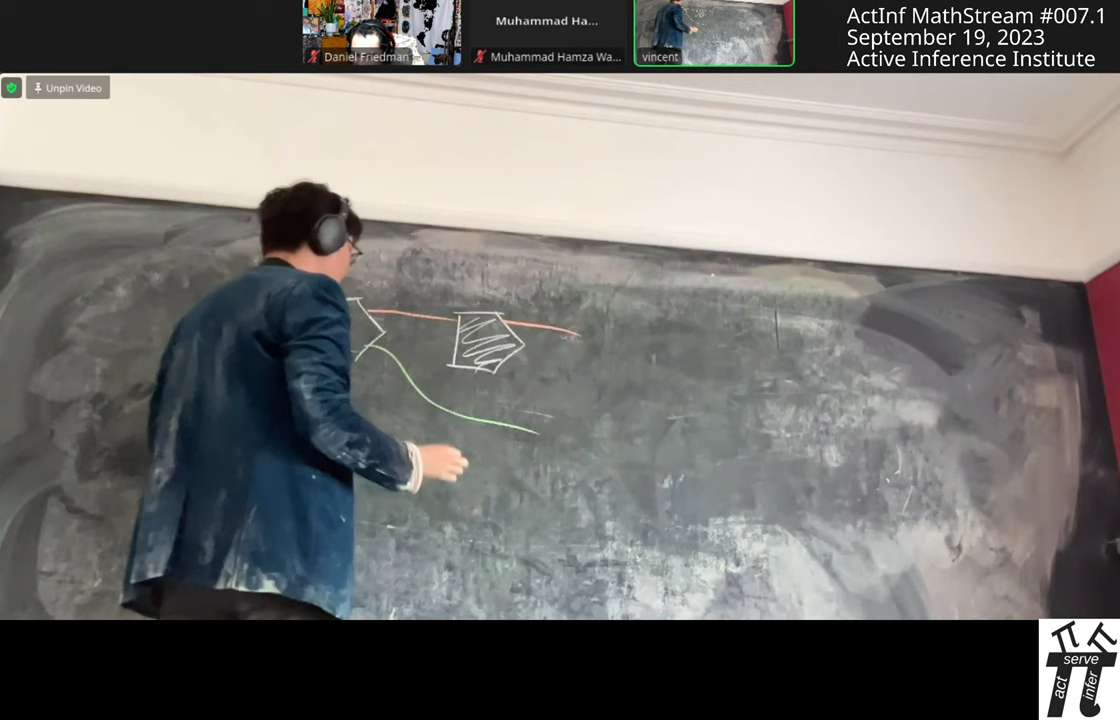 Muhammad Ha...
Daniel Friedman
Muhammad Hamza Wa...
vincent
ActInf MathStream #007.1
September 19, 2023
Active Inference Institute
Unpin Video
serve
act
infer